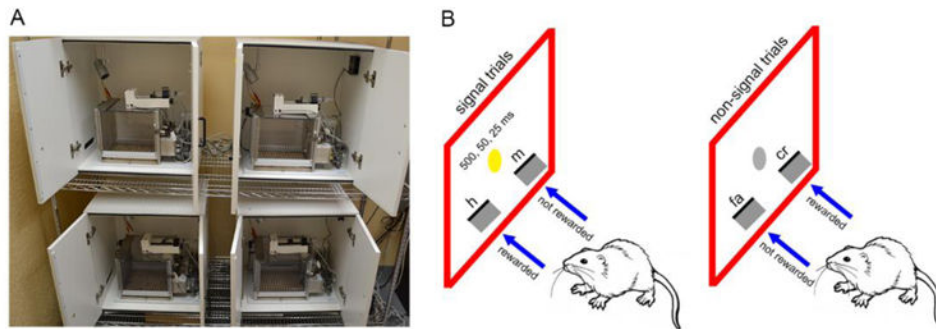 A
B
signal trials
500, 50, 25 ms
h
m
not rewarded
rewarded
non-signal trials
fa
cr
rewarded
not rewarded